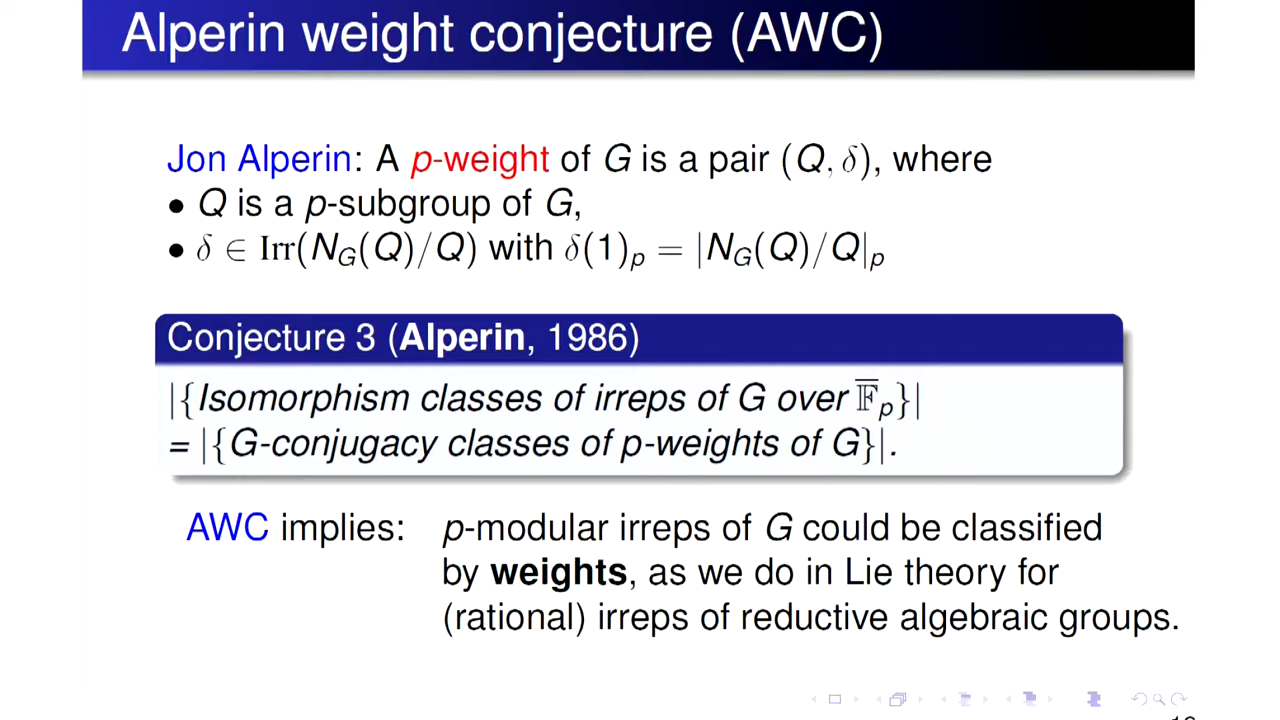 Alperin weight conjecture (AWC)
Jon Alperin: A p-weight of G is a pair (Q, δ), where
• Q is a p-subgroup of G,
• δ ∈ Irr(N_G(Q)/Q) with δ(1)_p = |N_G(Q)/Q|_p
Conjecture 3 (Alperin, 1986)
|{Isomorphism classes of irreps of G over F̅_p}|
= |{G-conjugacy classes of p-weights of G}|.
AWC implies: p-modular irreps of G could be classified
by weights, as we do in Lie theory for
(rational) irreps of reductive algebraic groups.